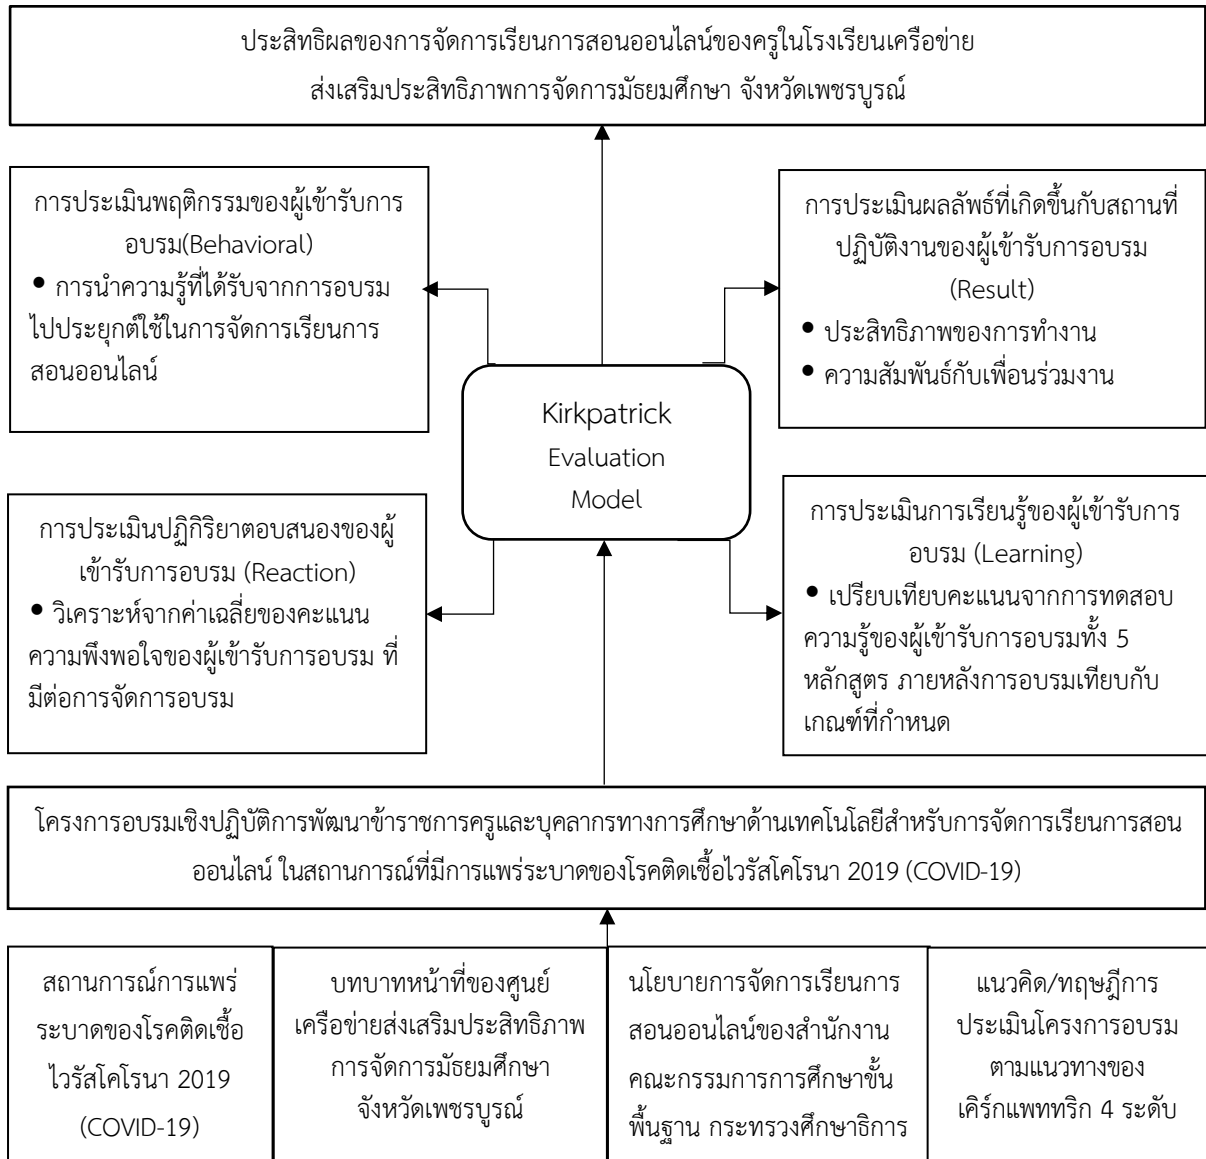 ประสิทธิผลของการจัดการเรียนการสอนออนไลน์ของครูในโรงเรียนเครือข่าย
ส่งเสริมประสิทธิภาพการจัดการมัธยมศึกษา จังหวัดเพชรบูรณ์
การประเมินพฤติกรรมของผู้เข้ารับการ
อบรม(Behavioral)
• การนำความรู้ที่ได้รับจากการอบรม
ไปประยุกต์ใช้ในการจัดการเรียนการ
สอนออนไลน์
การประเมินผลลัพธ์ที่เกิดขึ้นกับสถานที่
ปฏิบัติงานของผู้เข้ารับการอบรม
(Result)
• ประสิทธิภาพของการทำงาน
• ความสัมพันธ์กับเพื่อนร่วมงาน
Kirkpatrick
Evaluation
Model
การประเมินปฏิกิริยาตอบสนองของผู้
เข้ารับการอบรม (Reaction)
• วิเคราะห์จากค่าเฉลี่ยของคะแนน
ความพึงพอใจของผู้เข้ารับการอบรม ที่
มีต่อการจัดการอบรม
การประเมินการเรียนรู้ของผู้เข้ารับการ
อบรม (Learning)
• เปรียบเทียบคะแนนจากการทดสอบ
ความรู้ของผู้เข้ารับการอบรมทั้ง 5
หลักสูตร ภายหลังการอบรมเทียบกับ
เกณฑ์ที่กำหนด
โครงการอบรมเชิงปฏิบัติการพัฒนาข้าราชการครูและบุคลากรทางการศึกษาด้านเทคโนโลยีสำหรับการจัดการเรียนการสอน
ออนไลน์ ในสถานการณ์ที่มีการแพร่ระบาดของโรคติดเชื้อไวรัสโคโรนา 2019 (COVID-19)
สถานการณ์การแพร่
ระบาดของโรคติดเชื้อ
ไวรัสโคโรนา 2019
(COVID-19)
บทบาทหน้าที่ของศูนย์
เครือข่ายส่งเสริมประสิทธิภาพ
การจัดการมัธยมศึกษา
จังหวัดเพชรบูรณ์
นโยบายการจัดการเรียนการ
สอนออนไลน์ของสำนักงาน
คณะกรรมการการศึกษาขั้น
พื้นฐาน กระทรวงศึกษาธิการ
แนวคิด/ทฤษฎีการ
ประเมินโครงการอบรม
ตามแนวทางของ
เคิร์กแพททริก 4 ระดับ